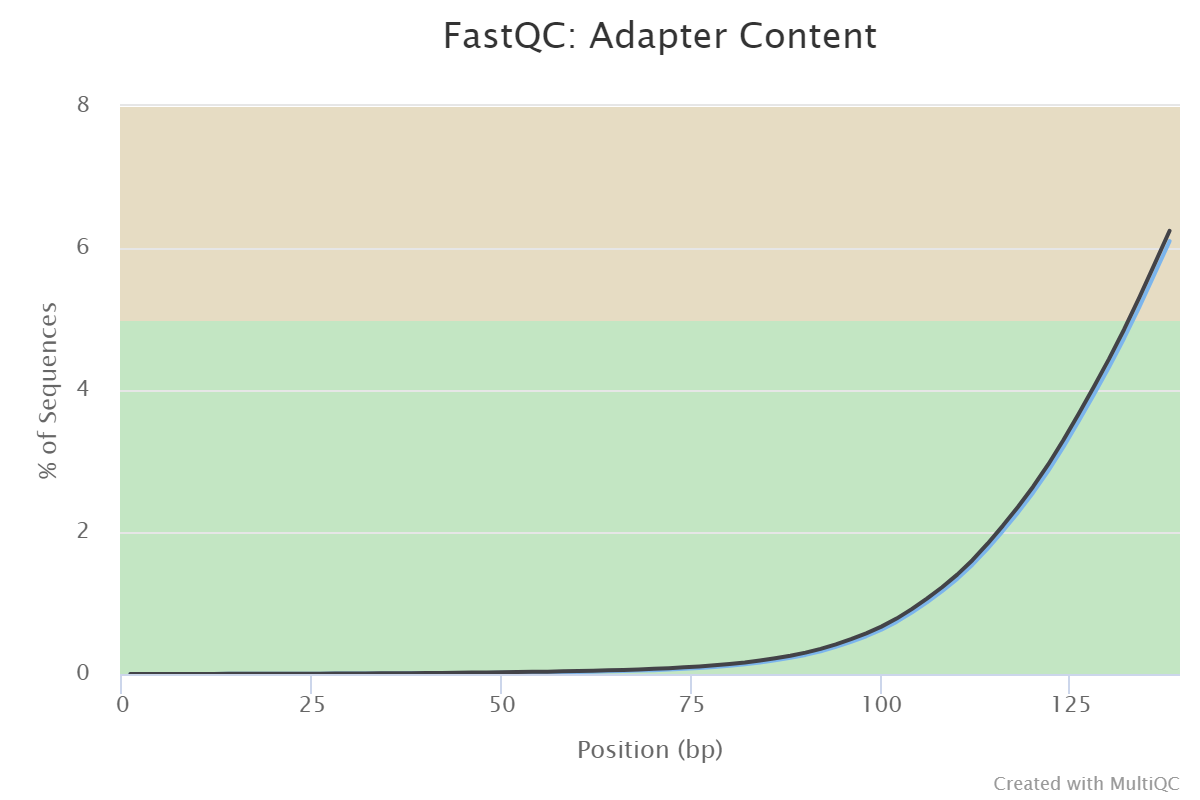 FastQC: Adapter Content
8
6
4
2
0
% of Sequences
0 25 50 75 100 125
Position (bp)
Created with MultiQC